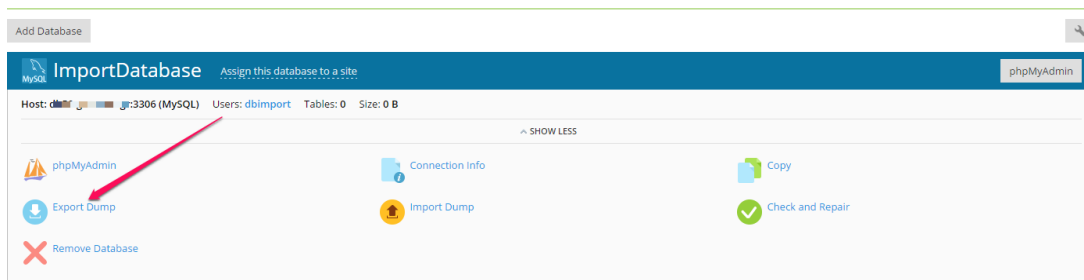 Add Database
MySQL ImportDatabase Assign this database to a site phpMyAdmin
Host: :3306 (MySQL) Users: dbimport Tables: 0 Size: 0 B
SHOW LESS
phpMyAdmin Connection Info Copy
Export Dump Import Dump Check and Repair
Remove Database